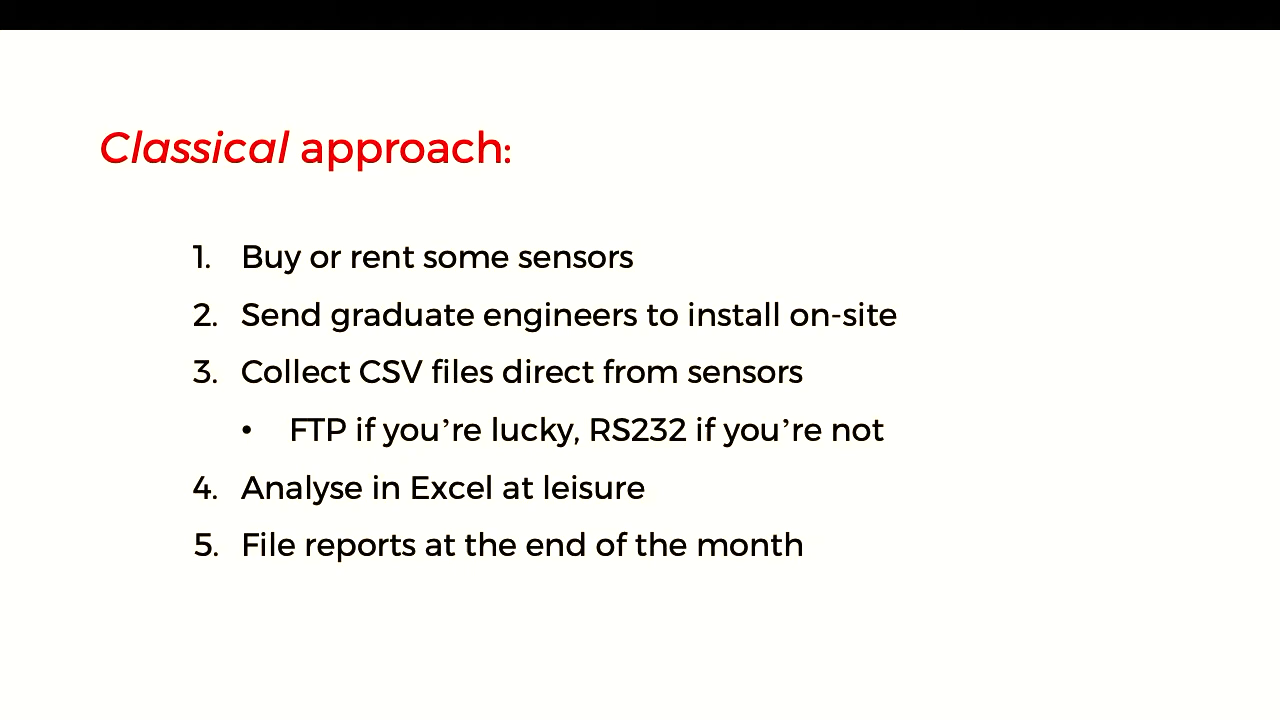 Classical approach:
1. Buy or rent some sensors
2. Send graduate engineers to install on-site
3. Collect CSV files direct from sensors
• FTP if you’re lucky, RS232 if you’re not
4. Analyse in Excel at leisure
5. File reports at the end of the month